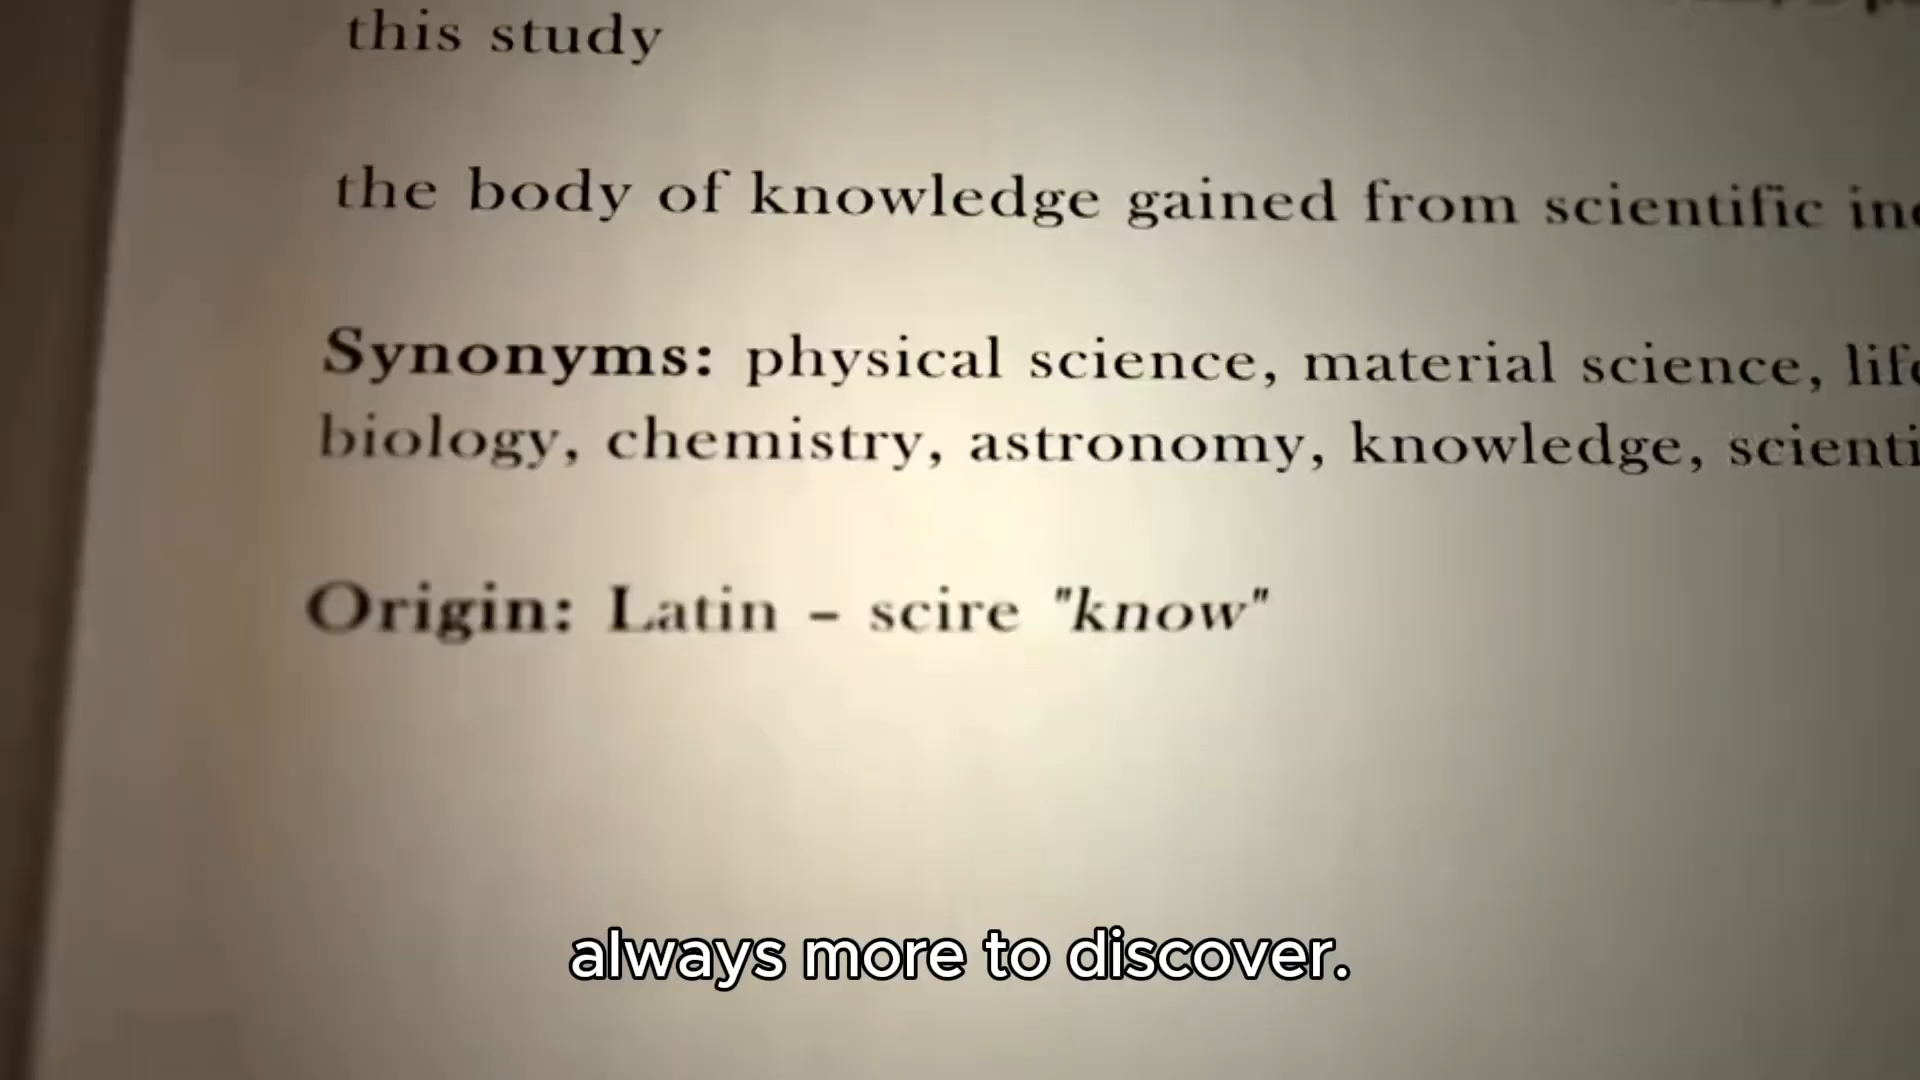 this study
the body of knowledge gained from scientific
Synonyms: physical science, material science,
biology, chemistry, astronomy, knowledge,
Origin: Latin – scire "know"
always more to discover.